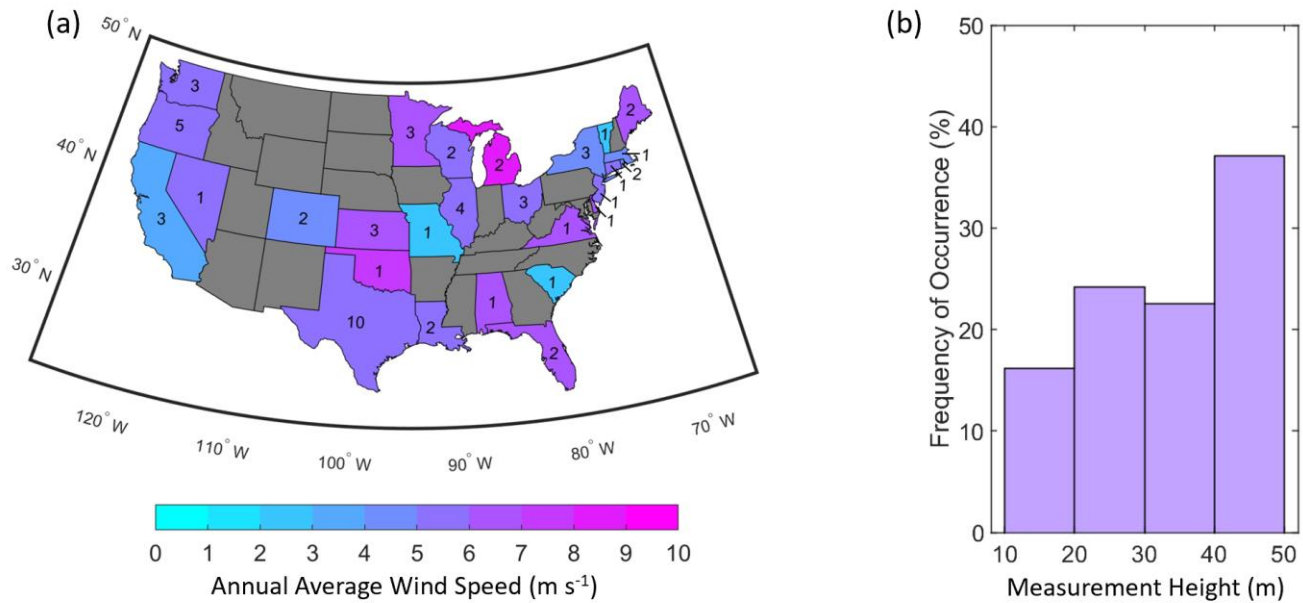 (a)
50° N
40° N
30° N
120° W
110° W
100° W
90° W
80° W
70° W
3
5
3
1
2
3
1
10
3
1
2
2
4
2
3
1
2
1
1
3
1
2
1
2
1
1
1
0 1 2 3 4 5 6 7 8 9 10
Annual Average Wind Speed (m s⁻¹)
(b)
Frequency of Occurrence (%)
50
40
30
20
10
0
10 20 30 40 50
Measurement Height (m)